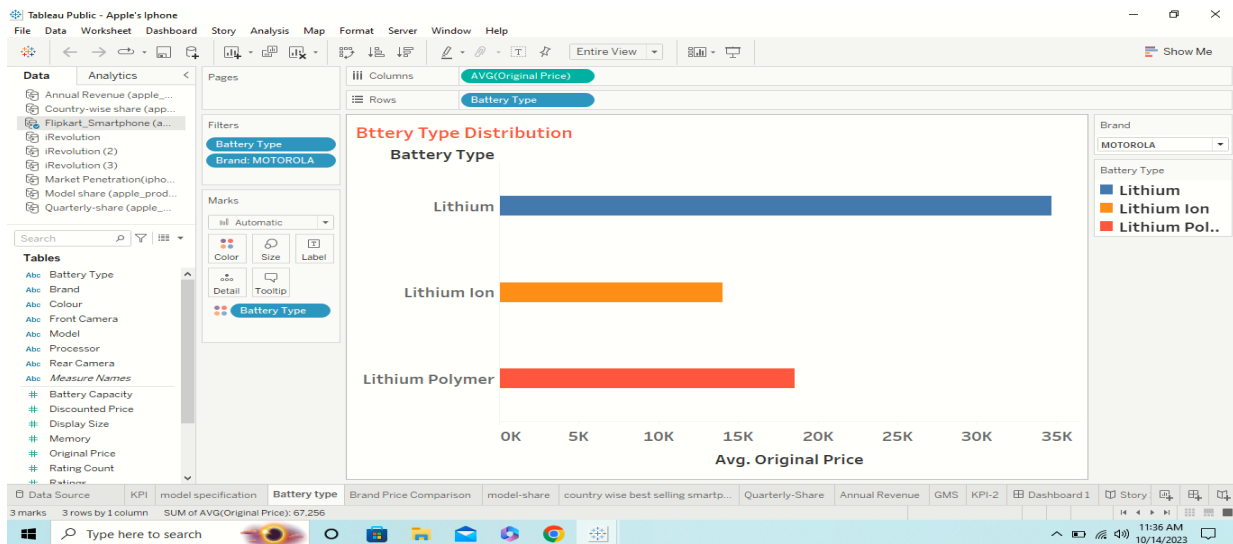 Tableau Public - Apple's Iphone
File Data Worksheet Dashboard Story Analysis Map Format Server Window Help
Entire View
Show Me
Data Analytics
Annual Revenue (apple_...
Country-wise share (app...
Flipkart_Smartphone (a...
iRevolution
iRevolution (2)
iRevolution (3)
Market Penetration(ipho...
Model share (apple_prod...
Quarterly-share (apple_...
Search
Tables
Abc Battery Type
Abc Brand
Abc Colour
Abc Front Camera
Abc Model
Abc Processor
Abc Rear Camera
Abc Measure Names
# Battery Capacity
# Discounted Price
# Display Size
# Memory
# Original Price
# Rating Count
# Ratings
Pages
Filters
Battery Type
Brand: MOTOROLA
Marks
Automatic
Color Size Label
Detail Tooltip
Battery Type
Columns AVG(Original Price)
Rows Battery Type
Bttery Type Distribution
Battery Type
Lithium
Lithium Ion
Lithium Polymer
0K 5K 10K 15K 20K 25K 30K 35K
Avg. Original Price
Brand
MOTOROLA
Battery Type
Lithium
Lithium Ion
Lithium Pol..
Data Source KPI model specification Battery type Brand Price Comparison model-share country wise best selling smartp... Quarterly-Share Annual Revenue GMS KPI-2 Dashboard 1 Story
3 marks 3 rows by 1 column SUM of AVG(Original Price): 67.256
Type here to search
11:36 AM
10/14/2023